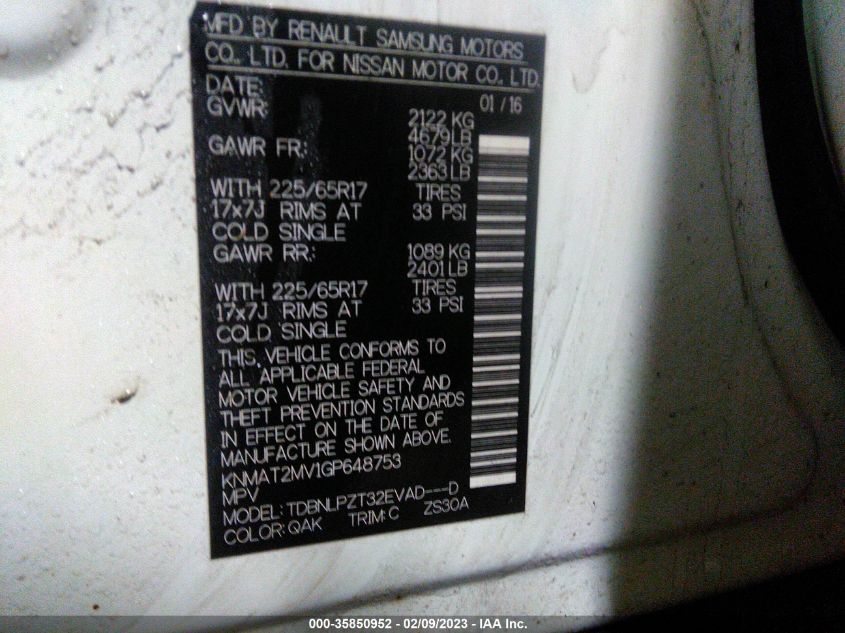 MFD BY RENAULT SAMSUNG MOTORS
CO., LTD. FOR NISSAN MOTOR CO., LTD.
DATE: 01/16
GVWR: 2122 KG
4679LB
GAWR FR: 1072 KG
2363 LB
WITH 225/65R17 TIRES
17x7J RIMS AT 33 PSI
COLD SINGLE
GAWR RR: 1089 KG
2401LB
WITH 225/65R17 TIRES
17x7J RIMS AT 33 PSI
COLD SINGLE
THIS VEHICLE CONFORMS TO
ALL APPLICABLE FEDERAL
MOTOR VEHICLE SAFETY AND
THEFT PREVENTION STANDARDS
IN EFFECT ON THE DATE OF
MANUFACTURE SHOWN ABOVE.
KNMAT2MV1GP648753
MPV
MODEL: TDBNLPZT32EVAD---D
COLOR: QAK TRIM: C ZS30A
000-35850952 - 02/09/2023 - IAA Inc.